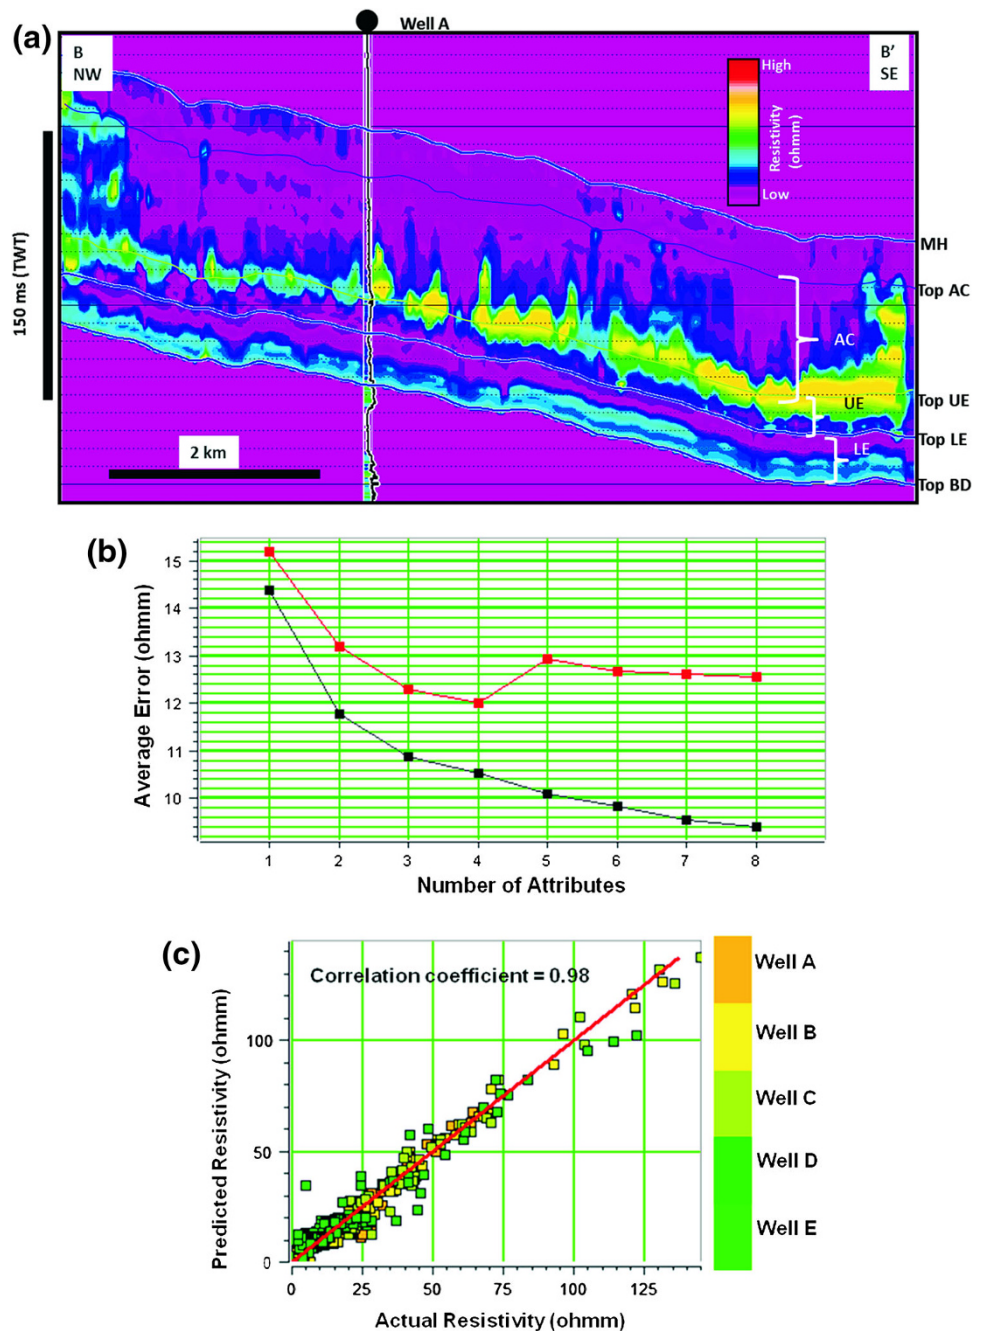 (a)
Well A
B
NW
B'
SE
High
Resistivity
(ohmm)
Low
150 ms (TWT)
2 km
MH
Top AC
AC
Top UE
UE
Top LE
LE
Top BD
(b)
Average Error (ohmm)
15
14
13
12
11
10
1 2 3 4 5 6 7 8
Number of Attributes
(c)
Correlation coefficient = 0.98
Predicted Resistivity (ohmm)
100
50
0
0 25 50 75 100 125
Actual Resistivity (ohmm)
Well A
Well B
Well C
Well D
Well E